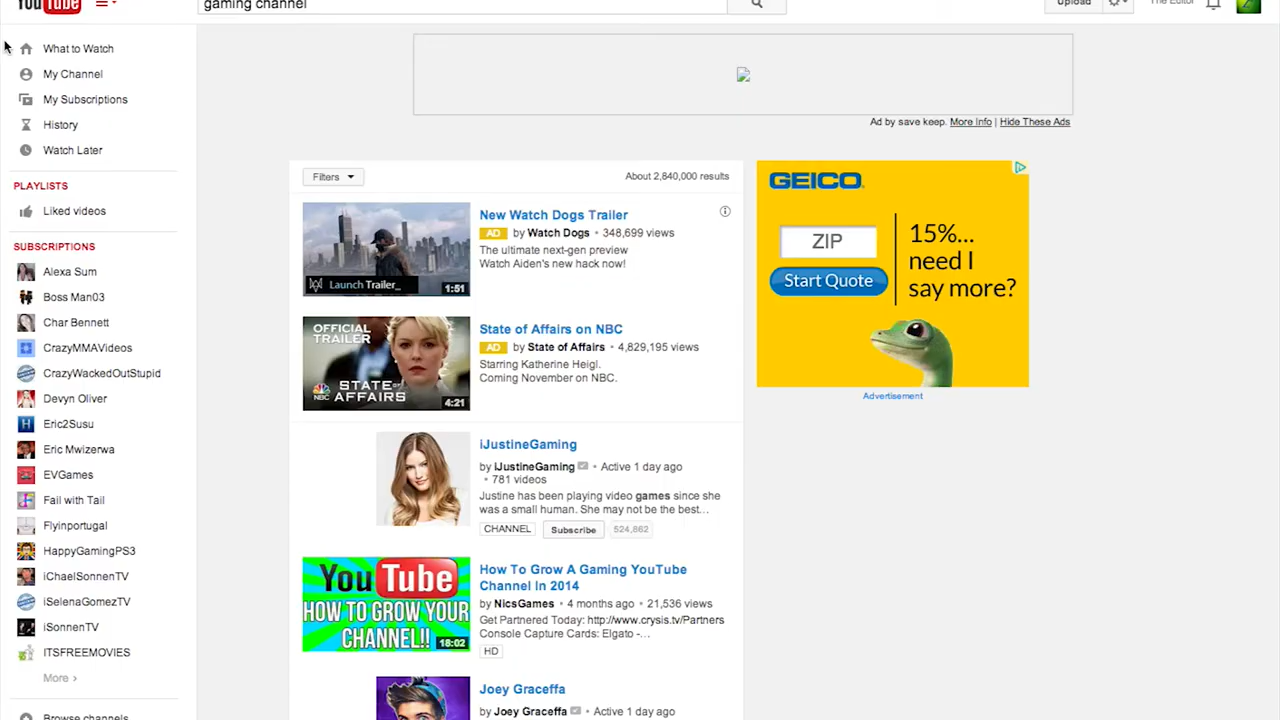 YouTube
gaming channel
Upload
The Editor
What to Watch
My Channel
My Subscriptions
History
Watch Later
PLAYLISTS
Liked videos
SUBSCRIPTIONS
Alexa Sum
Boss Man03
Char Bennett
CrazyMMAVideos
CrazyWackedOutStupid
Devyn Oliver
Eric2Susu
Eric Mwizerwa
EVGames
Fail with Tail
Flyinportugal
HappyGamingPS3
iChaelSonnenTV
iSelenaGomezTV
iSonnenTV
ITSFREEMOVIES
More ›
Browse channels
Ad by save keep. More Info | Hide These Ads
Filters
About 2,840,000 results
Launch Trailer_
1:51
New Watch Dogs Trailer
AD by Watch Dogs • 348,699 views
The ultimate next-gen preview
Watch Aiden's new hack now!
OFFICIAL
TRAILER
NBC
STATE OF
AFFAIRS
4:21
State of Affairs on NBC
AD by State of Affairs • 4,829,195 views
Starring Katherine Heigl.
Coming November on NBC.
iJustineGaming
by iJustineGaming • Active 1 day ago
• 781 videos
Justine has been playing video games since she
was a small human. She may not be the best...
CHANNEL Subscribe 524,862
YouTube
HOW TO GROW YOUR
CHANNEL!!
18:02
How To Grow A Gaming YouTube
Channel In 2014
by NicsGames • 4 months ago • 21,536 views
Get Partnered Today: http://www.crysis.tv/Partners
Console Capture Cards: Elgato -...
HD
Joey Graceffa
by Joey Graceffa • Active 1 day ago
GEICO.
ZIP
Start Quote
15%...
need I
say more?
Advertisement